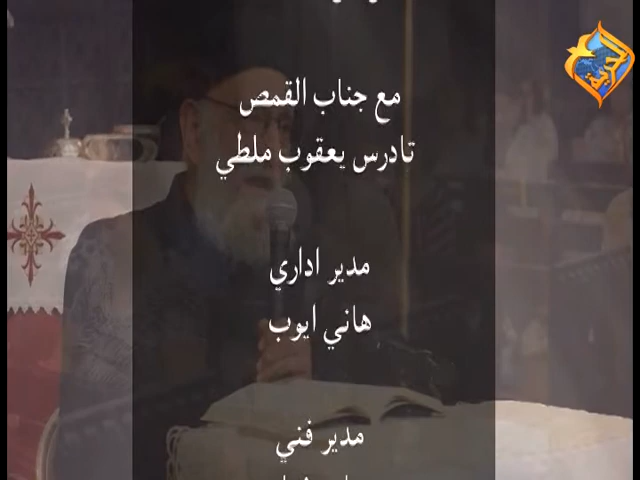 مع جناب القمص
تادرس يعقوب ملطي
مدير اداري
هاني ايوب
مدير فني